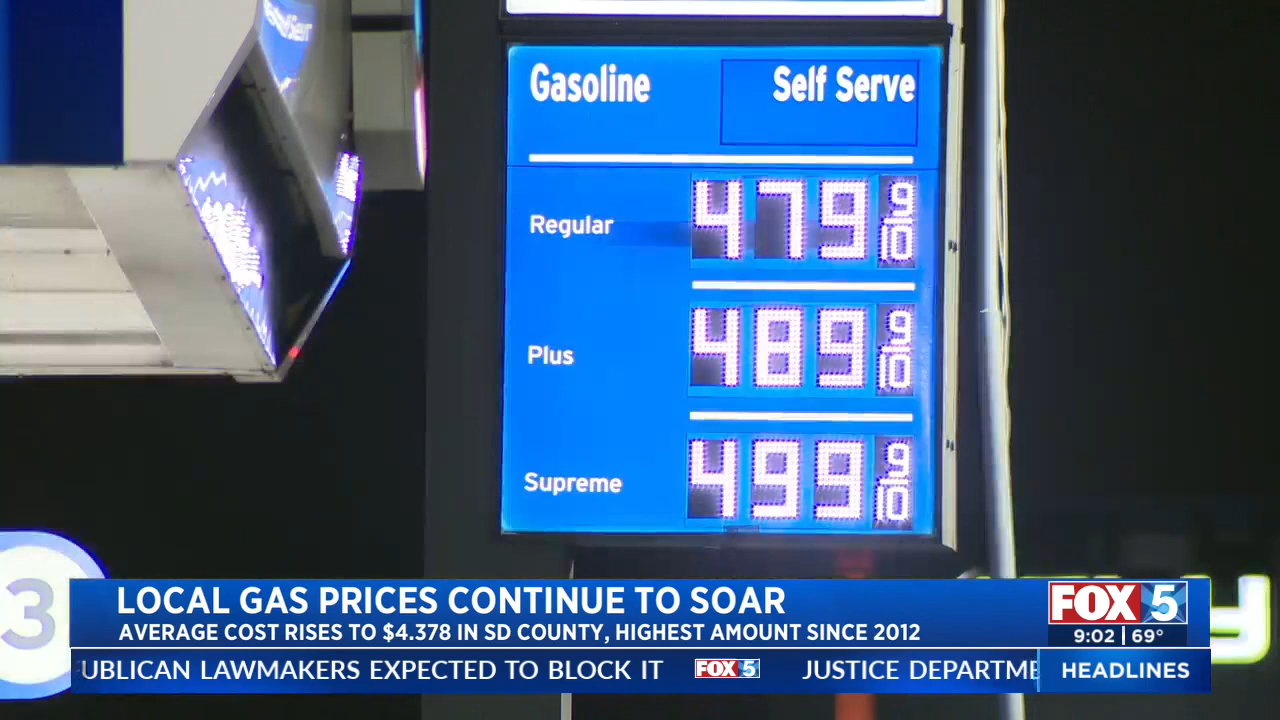 Gasoline Self Serve
Regular 479 9/10
Plus 489 9/10
Supreme 499 9/10
3
LOCAL GAS PRICES CONTINUE TO SOAR
AVERAGE COST RISES TO $4.378 IN SD COUNTY, HIGHEST AMOUNT SINCE 2012
FOX 5
9:02 | 69°
UBLICAN LAWMAKERS EXPECTED TO BLOCK IT FOX 5 JUSTICE DEPARTME
HEADLINES